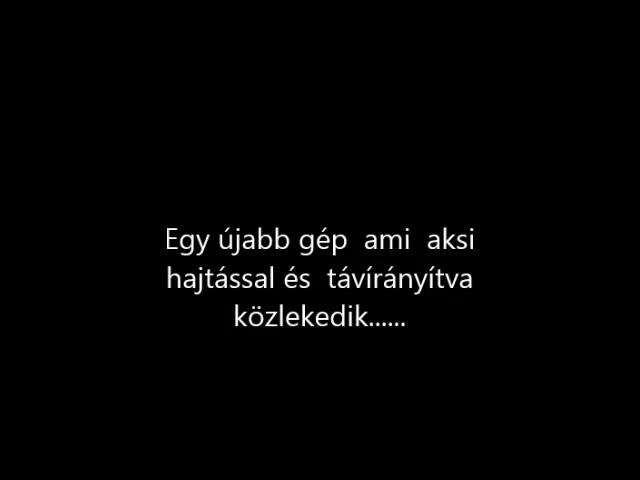 Egy újabb gép  ami  aksi
hajtással és  távírányítva
közlekedik......